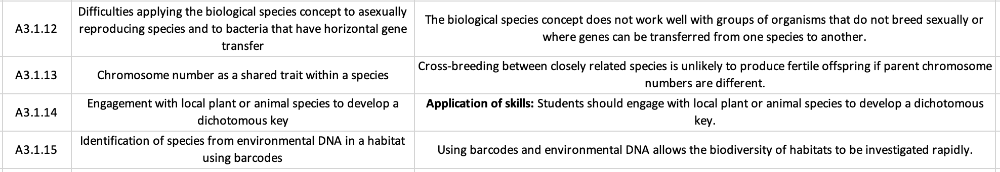 A3.1.12
Difficulties applying the biological species concept to asexually
reproducing species and to bacteria that have horizontal gene
transfer
The biological species concept does not work well with groups of organisms that do not breed sexually or
where genes can be transferred from one species to another.
A3.1.13
Chromosome number as a shared trait within a species
Cross-breeding between closely related species is unlikely to produce fertile offspring if parent chromosome
numbers are different.
A3.1.14
Engagement with local plant or animal species to develop a
dichotomous key
Application of skills: Students should engage with local plant or animal species to develop a dichotomous
key.
A3.1.15
Identification of species from environmental DNA in a habitat
using barcodes
Using barcodes and environmental DNA allows the biodiversity of habitats to be investigated rapidly.